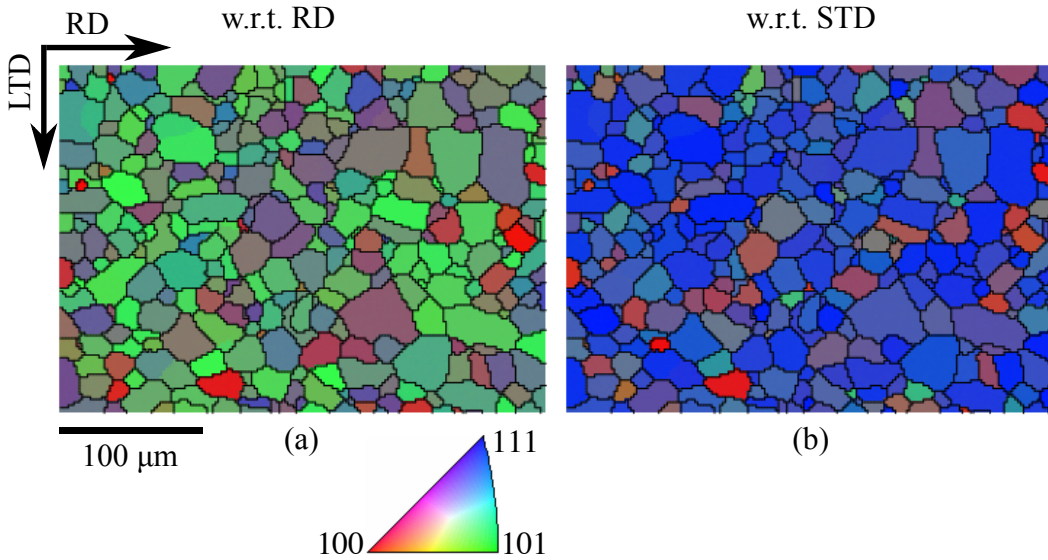 RD
w.r.t. RD
w.r.t. STD
LTD
(a)
(b)
100 μm
111
100
101